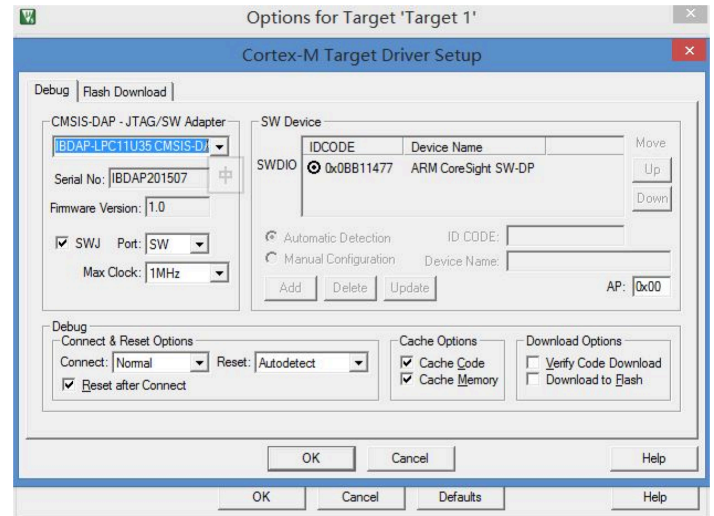 Options for Target 'Target 1'
Cortex-M Target Driver Setup
Debug Flash Download
CMSIS-DAP - JTAG/SW Adapter
IBDAP-LPC11U35 CMSIS-D/
Serial No: IBDAP201507
中
Firmware Version: 1.0
SWJ Port: SW
Max Clock: 1MHz
SW Device
IDCODE Device Name Move
SWDIO 0x0BB11477 ARM CoreSight SW-DP Up
Down
Automatic Detection ID CODE:
Manual Configuration Device Name:
Add Delete Update AP: 0x00
Debug
Connect & Reset Options
Connect: Normal Reset: Autodetect
Reset after Connect
Cache Options
Cache Code
Cache Memory
Download Options
Verify Code Download
Download to Flash
OK Cancel Help
OK Cancel Defaults Help